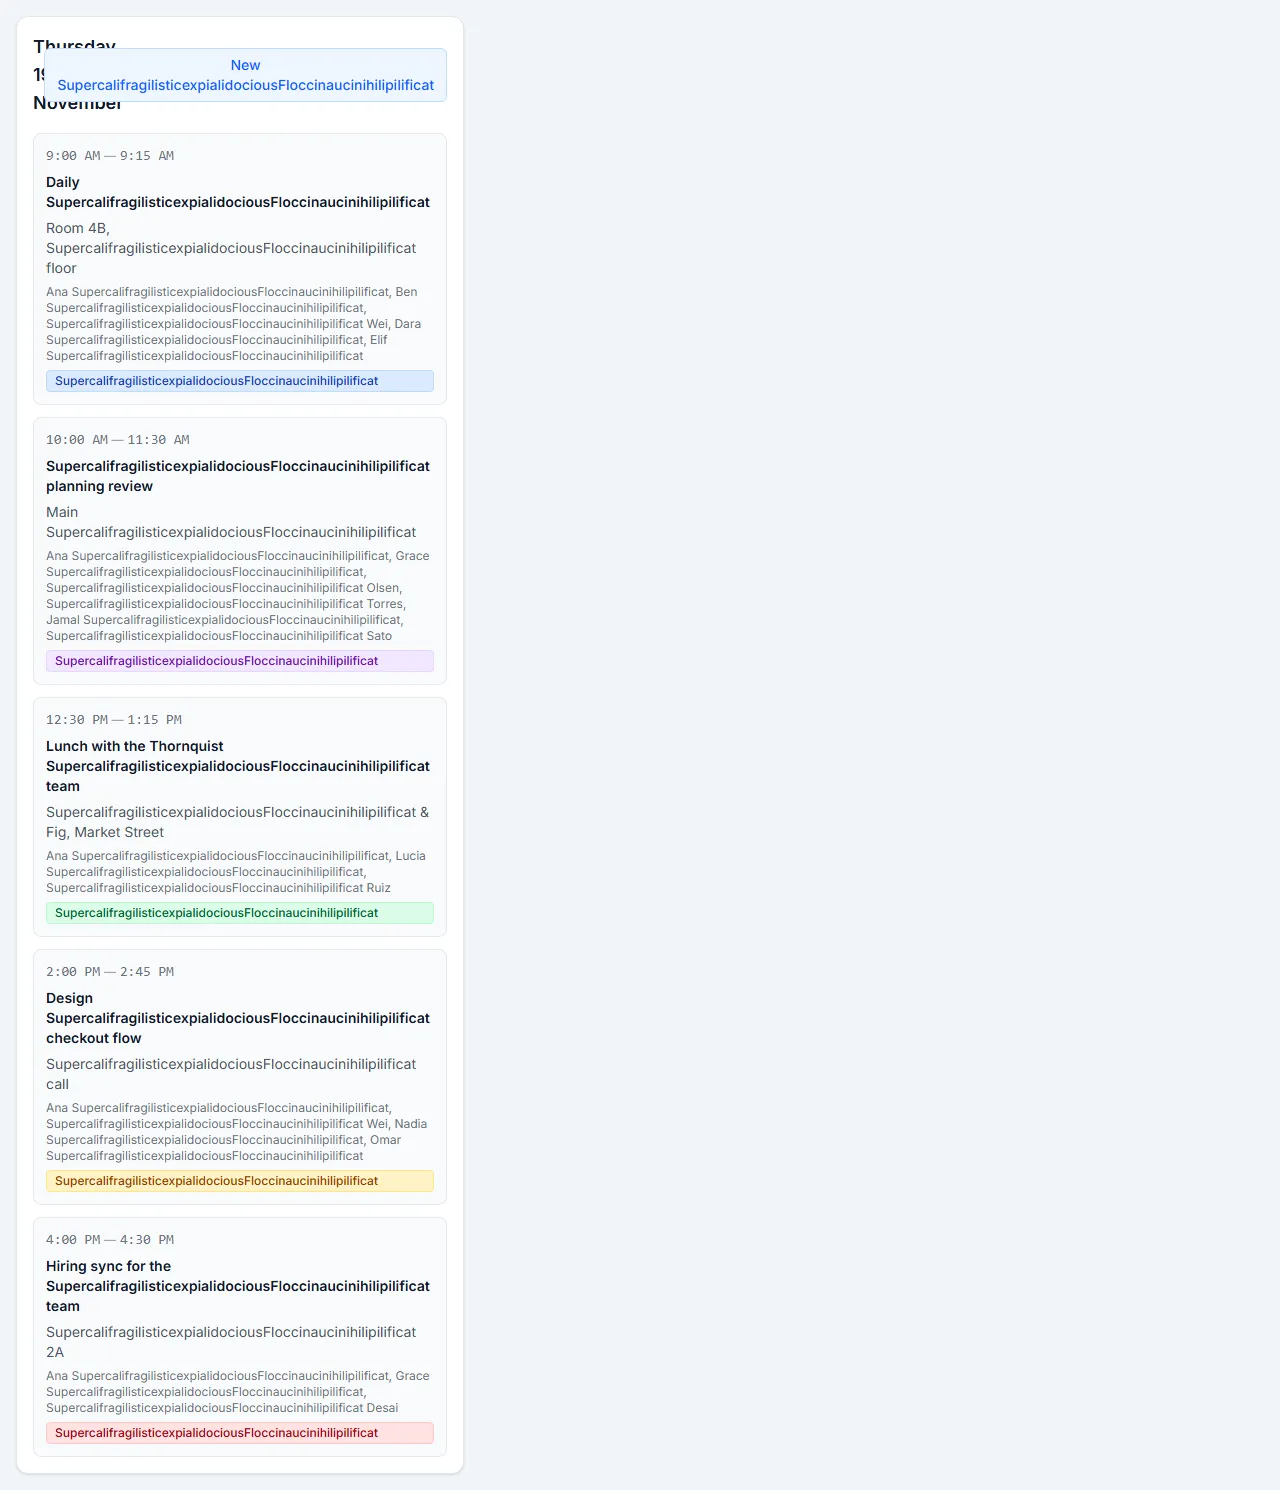 Thursday
19
November
New
SupercalifragilisticexpialidociousFloccinaucinihilipilificat
9:00 AM — 9:15 AM
Daily
SupercalifragilisticexpialidociousFloccinaucinihilipilificat
Room 4B,
SupercalifragilisticexpialidociousFloccinaucinihilipilificat
floor
Ana SupercalifragilisticexpialidociousFloccinaucinihilipilificat, Ben
SupercalifragilisticexpialidociousFloccinaucinihilipilificat,
SupercalifragilisticexpialidociousFloccinaucinihilipilificat Wei, Dara
SupercalifragilisticexpialidociousFloccinaucinihilipilificat, Elif
SupercalifragilisticexpialidociousFloccinaucinihilipilificat
SupercalifragilisticexpialidociousFloccinaucinihilipilificat
10:00 AM — 11:30 AM
SupercalifragilisticexpialidociousFloccinaucinihilipilificat
planning review
Main
SupercalifragilisticexpialidociousFloccinaucinihilipilificat
Ana SupercalifragilisticexpialidociousFloccinaucinihilipilificat, Grace
SupercalifragilisticexpialidociousFloccinaucinihilipilificat,
SupercalifragilisticexpialidociousFloccinaucinihilipilificat Olsen,
SupercalifragilisticexpialidociousFloccinaucinihilipilificat Torres,
Jamal SupercalifragilisticexpialidociousFloccinaucinihilipilificat,
SupercalifragilisticexpialidociousFloccinaucinihilipilificat Sato
SupercalifragilisticexpialidociousFloccinaucinihilipilificat
12:30 PM — 1:15 PM
Lunch with the Thornquist
SupercalifragilisticexpialidociousFloccinaucinihilipilificat
team
SupercalifragilisticexpialidociousFloccinaucinihilipilificat &
Fig, Market Street
Ana SupercalifragilisticexpialidociousFloccinaucinihilipilificat, Lucia
SupercalifragilisticexpialidociousFloccinaucinihilipilificat,
SupercalifragilisticexpialidociousFloccinaucinihilipilificat Ruiz
SupercalifragilisticexpialidociousFloccinaucinihilipilificat
2:00 PM — 2:45 PM
Design
SupercalifragilisticexpialidociousFloccinaucinihilipilificat
checkout flow
SupercalifragilisticexpialidociousFloccinaucinihilipilificat
call
Ana SupercalifragilisticexpialidociousFloccinaucinihilipilificat,
SupercalifragilisticexpialidociousFloccinaucinihilipilificat Wei, Nadia
SupercalifragilisticexpialidociousFloccinaucinihilipilificat, Omar
SupercalifragilisticexpialidociousFloccinaucinihilipilificat
SupercalifragilisticexpialidociousFloccinaucinihilipilificat
4:00 PM — 4:30 PM
Hiring sync for the
SupercalifragilisticexpialidociousFloccinaucinihilipilificat
team
SupercalifragilisticexpialidociousFloccinaucinihilipilificat
2A
Ana SupercalifragilisticexpialidociousFloccinaucinihilipilificat, Grace
SupercalifragilisticexpialidociousFloccinaucinihilipilificat,
SupercalifragilisticexpialidociousFloccinaucinihilipilificat Desai
SupercalifragilisticexpialidociousFloccinaucinihilipilificat